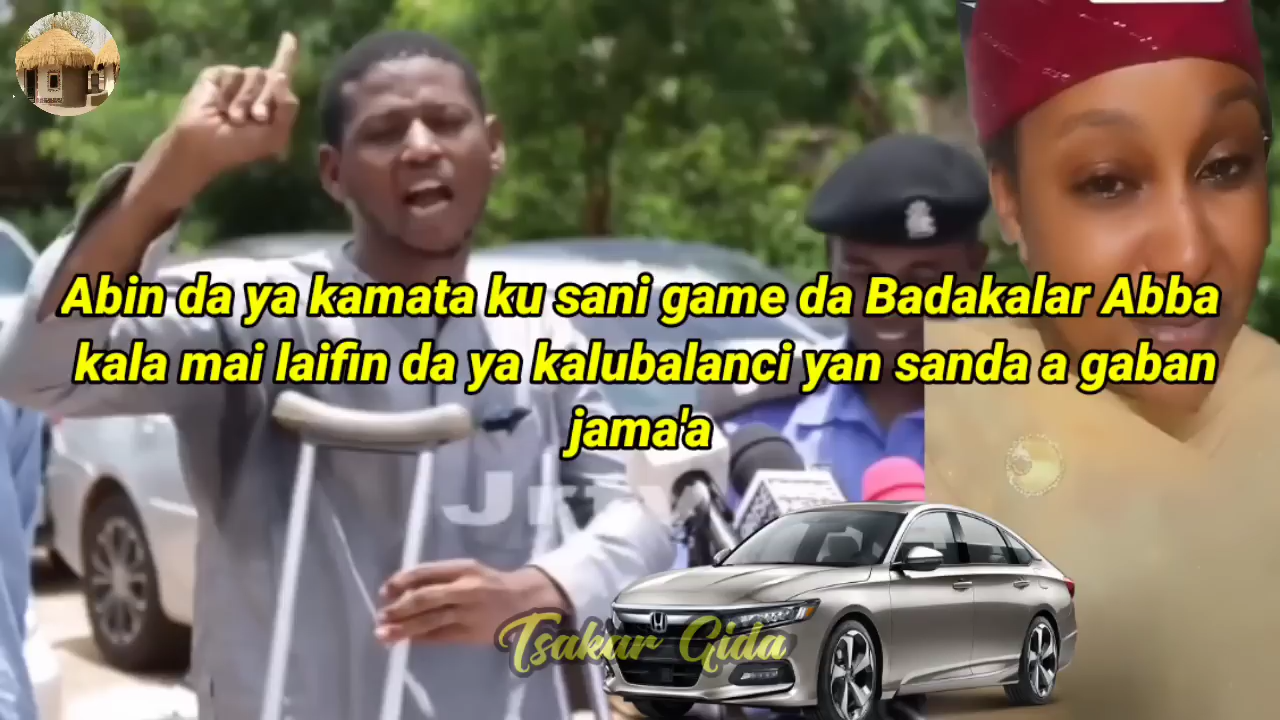 Abin da ya kamata ku sani game da Badakalar Abba
kala mai laifin da ya kalubalanci yan sanda a gaban
jama'a
Tsakar Gida